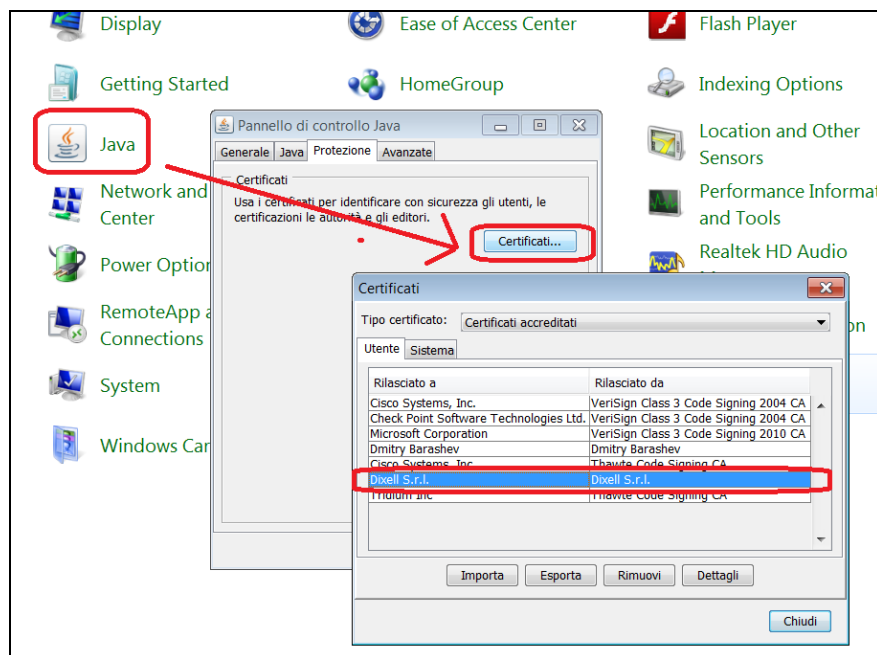 Display
Ease of Access Center
Flash Player
Getting Started
HomeGroup
Indexing Options
Java
Location and Other
Sensors
Network and
Center
Performance Informat
and Tools
Power Option
Realtek HD Audio
RemoteApp a
Connections
on
System
Windows Car
Pannello di controllo Java
Generale Java Protezione Avanzate
Certificati
Usa i certificati per identificare con sicurezza gli utenti, le
certificazioni le autorità e gli editori.
Certificati...
Certificati
Tipo certificato: Certificati accreditati
Utente Sistema
Rilasciato a Rilasciato da
Cisco Systems, Inc. VeriSign Class 3 Code Signing 2004 CA
Check Point Software Technologies Ltd. VeriSign Class 3 Code Signing 2004 CA
Microsoft Corporation VeriSign Class 3 Code Signing 2010 CA
Dmitry Barashev Dmitry Barashev
Cisco Systems, Inc. Thawte Code Signing CA
Dixell S.r.l. Dixell S.r.l.
Tridium Inc Thawte Code Signing CA
Importa Esporta Rimuovi Dettagli
Chiudi